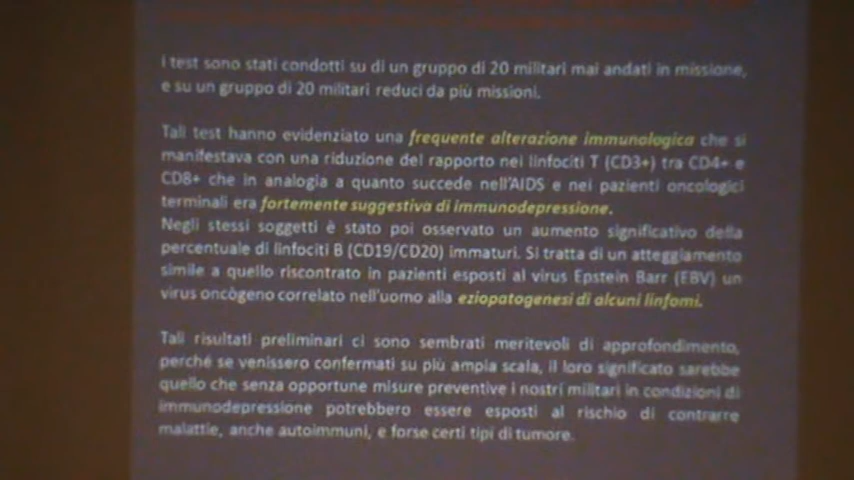 I test sono stati condotti su di un gruppo di 20 militari mai andati in missione,
e su un gruppo di 20 militari reduci da più missioni.
Tali test hanno evidenziato una frequente alterazione immunologica che si
manifestava con una riduzione del rapporto nei linfociti T (CD3+) tra CD4+ e
CD8+ che in analogia a quanto succede nell'AIDS e nei pazienti oncologici
terminali era fortemente suggestiva di immunodepressione.
Negli stessi soggetti è stato poi osservato un aumento significativo della
percentuale di linfociti B (CD19/CD20) immaturi. Si tratta di un atteggiamento
simile a quello riscontrato in pazienti esposti al virus Epstein Barr (EBV) un
virus oncògeno correlato nell'uomo alla eziopatogenesi di alcuni linfomi.
Tali risultati preliminari ci sono sembrati meritevoli di approfondimento,
perché se venissero confermati su più ampia scala, il loro significato sarebbe
quello che senza opportune misure preventive i nostri militari in condizioni di
immunodepressione potrebbero essere esposti al rischio di contrarre
malattie, anche autoimmuni, e forse certi tipi di tumore.